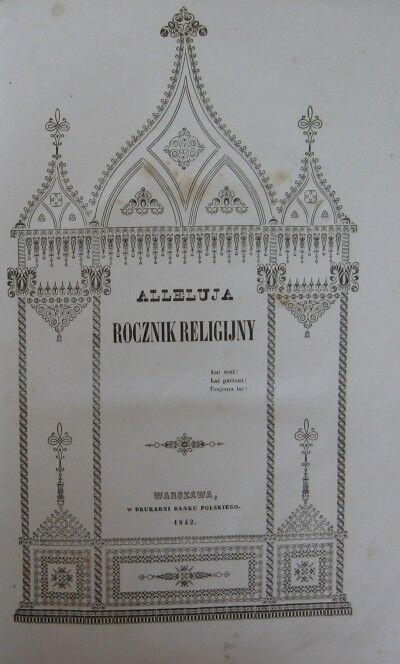 ALLELUJA
ROCZNIK RELIGIJNY
Lui seul!
Lui partout!
Toujours lui!
WARSZAWA,
W DRUKARNI BANKU POLSKIEGO.
1842.